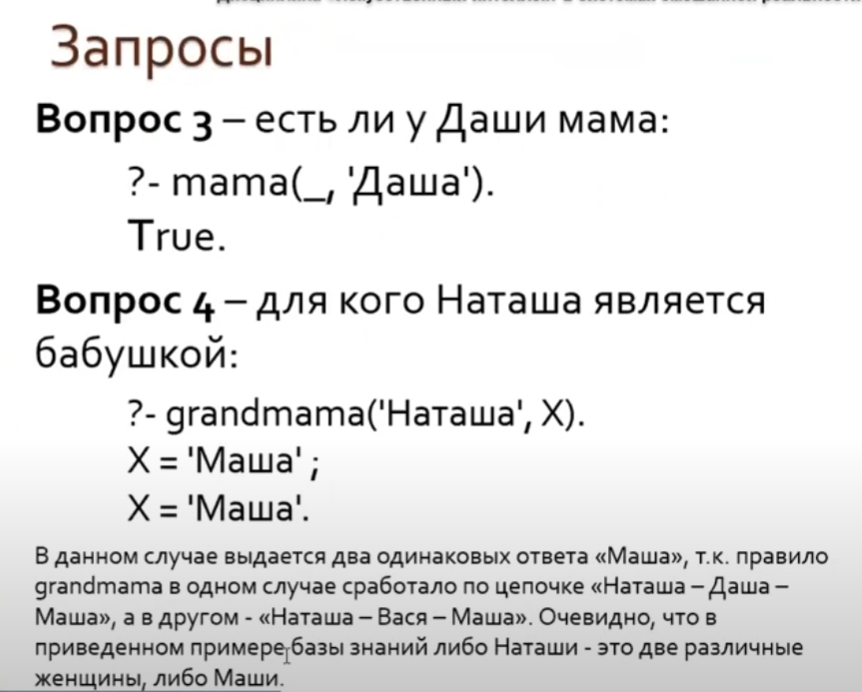 Запросы
Вопрос 3 – есть ли у Даши мама:
?- mama(_, 'Даша').
True.
Вопрос 4 – для кого Наташа является
бабушкой:
?- grandmama('Наташа', X).
X = 'Маша' ;
X = 'Маша'.
В данном случае выдается два одинаковых ответа «Маша», т.к. правило
grandmama в одном случае сработало по цепочке «Наташа – Даша –
Маша», а в другом - «Наташа – Вася – Маша». Очевидно, что в
приведенном примере базы знаний либо Наташи - это две различные
женщины, либо Маши.